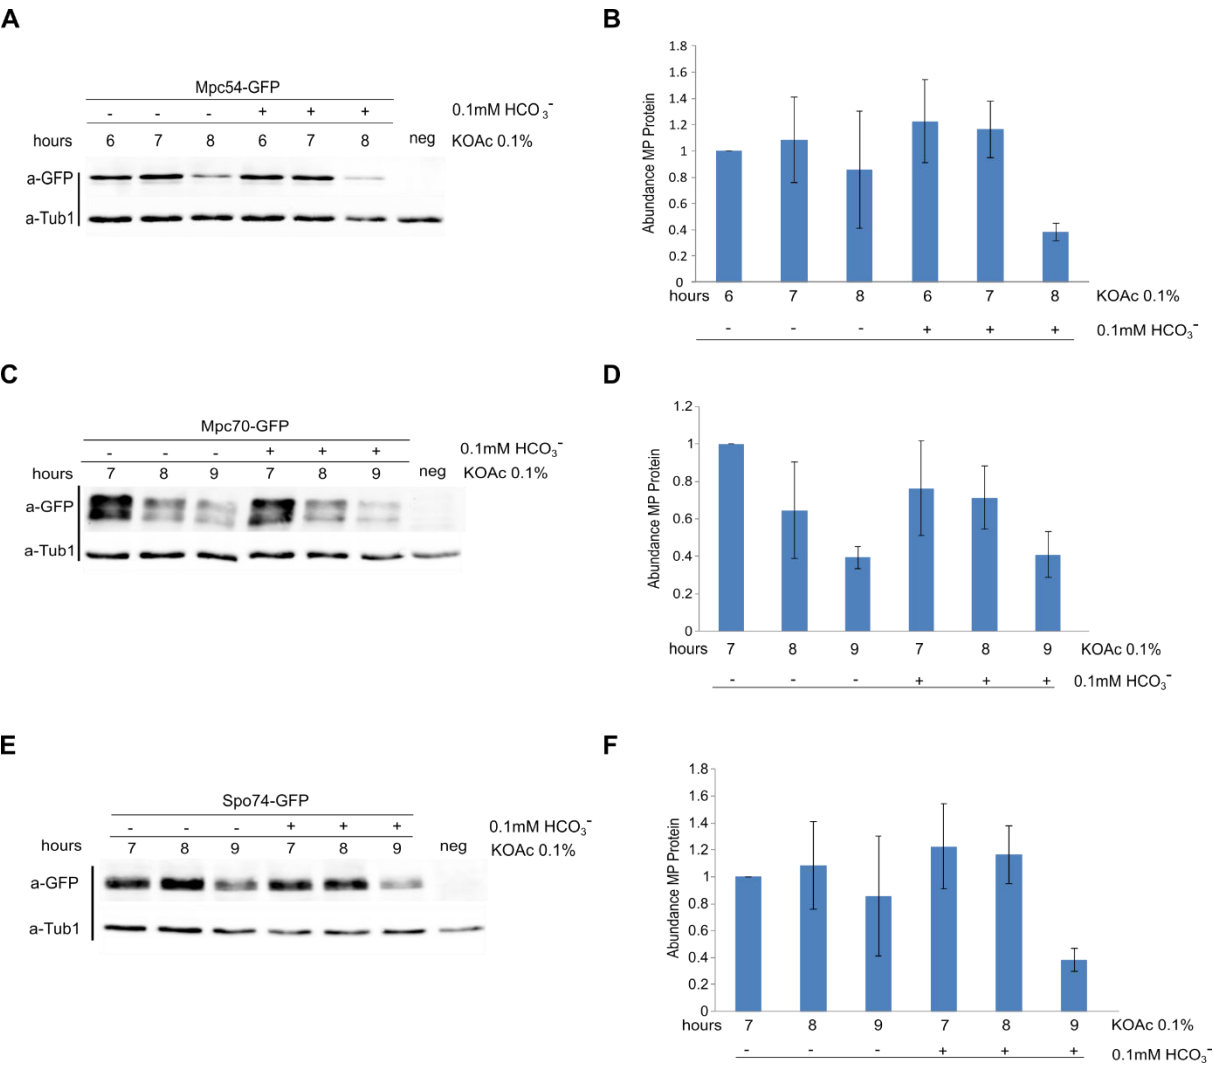 A
Mpc54-GFP
- - - + + + 0.1mM HCO₃⁻
hours 6 7 8 6 7 8 neg KOAc 0.1%
a-GFP
a-Tub1
B
1.8
1.6
1.4
1.2
1
0.8
0.6
0.4
0.2
0
Abundance MP Protein
hours 6 7 8 6 7 8 KOAc 0.1%
- - - + + + 0.1mM HCO₃⁻
C
Mpc70-GFP
- - - + + + 0.1mM HCO₃⁻
hours 7 8 9 7 8 9 neg KOAc 0.1%
a-GFP
a-Tub1
D
1.2
1
0.8
0.6
0.4
0.2
0
Abundance MP Protein
hours 7 8 9 7 8 9 KOAc 0.1%
- - - + + + 0.1mM HCO₃⁻
E
Spo74-GFP
- - - + + + 0.1mM HCO₃⁻
hours 7 8 9 7 8 9 neg KOAc 0.1%
a-GFP
a-Tub1
F
1.8
1.6
1.4
1.2
1
0.8
0.6
0.4
0.2
0
Abundance MP Protein
hours 7 8 9 7 8 9 KOAc 0.1%
- - - + + + 0.1mM HCO₃⁻